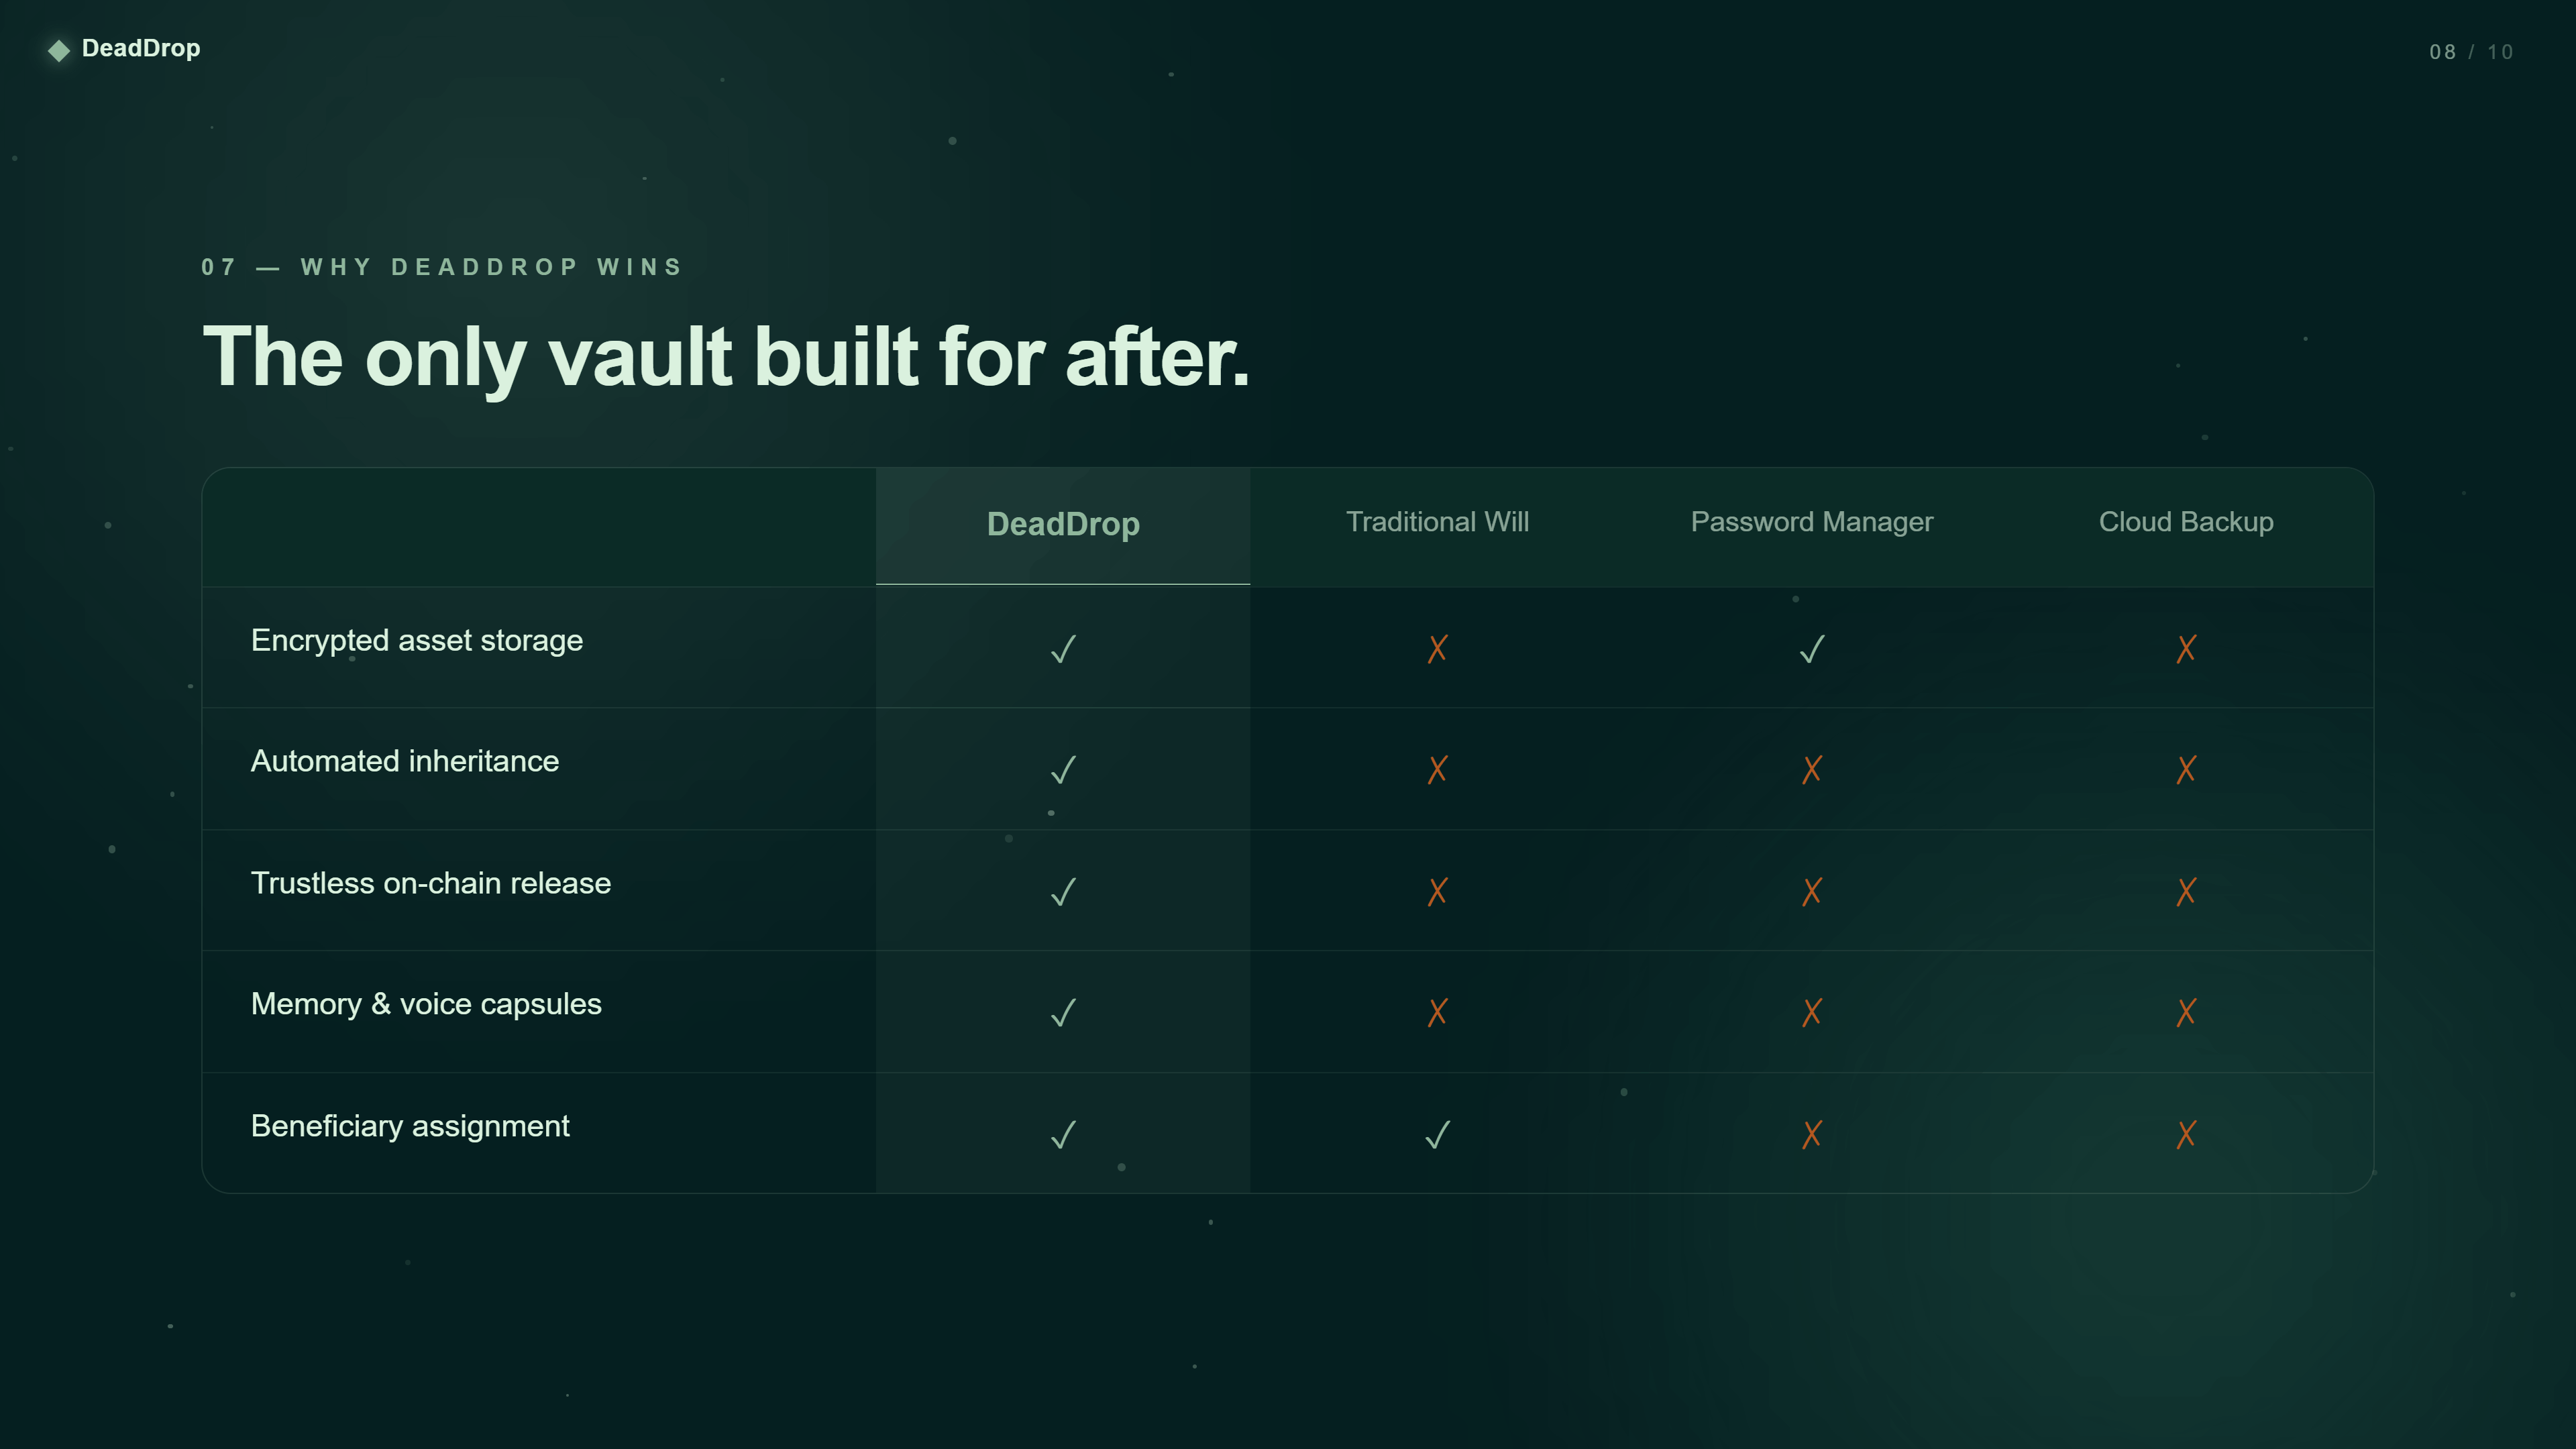 DeadDrop
08 / 10
07 — WHY DEADDROP WINS
The only vault built for after.
DeadDrop Traditional Will Password Manager Cloud Backup
Encrypted asset storage ✓ ✗ ✓ ✗
Automated inheritance ✓ ✗ ✗ ✗
Trustless on-chain release ✓ ✗ ✗ ✗
Memory & voice capsules ✓ ✗ ✗ ✗
Beneficiary assignment ✓ ✓ ✗ ✗